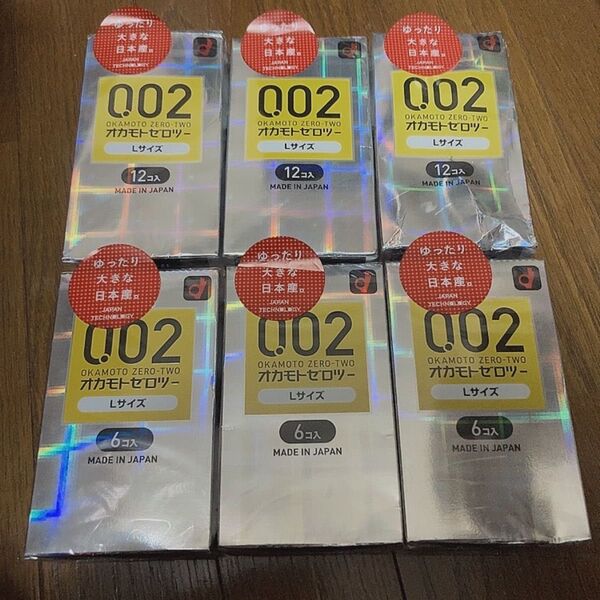 ゆったり
大きな
日本産。
JAPAN
TECHNOLOGY
0.02
OKAMOTO ZERO-TWO
オカモトゼロツー
Lサイズ
12コ入
MADE IN JAPAN
ゆったり
大きな
日本産。
JAPAN
TECHNOLOGY
0.02
OKAMOTO ZERO-TWO
オカモトゼロツー
Lサイズ
12コ入
MADE IN JAPAN
ゆったり
大きな
日本産。
JAPAN
TECHNOLOGY
0.02
OKAMOTO ZERO-TWO
オカモトゼロツー
Lサイズ
12コ入
MADE IN JAPAN
ゆったり
大きな
日本産。
JAPAN
TECHNOLOGY
0.02
OKAMOTO ZERO-TWO
オカモトゼロツー
Lサイズ
6コ入
MADE IN JAPAN
ゆったり
大きな
日本産。
JAPAN
TECHNOLOGY
0.02
OKAMOTO ZERO-TWO
オカモトゼロツー
Lサイズ
6コ入
MADE IN JAPAN
ゆったり
大きな
日本産。
JAPAN
TECHNOLOGY
0.02
OKAMOTO ZERO-TWO
オカモトゼロツー
Lサイズ
6コ入
MADE IN JAPAN